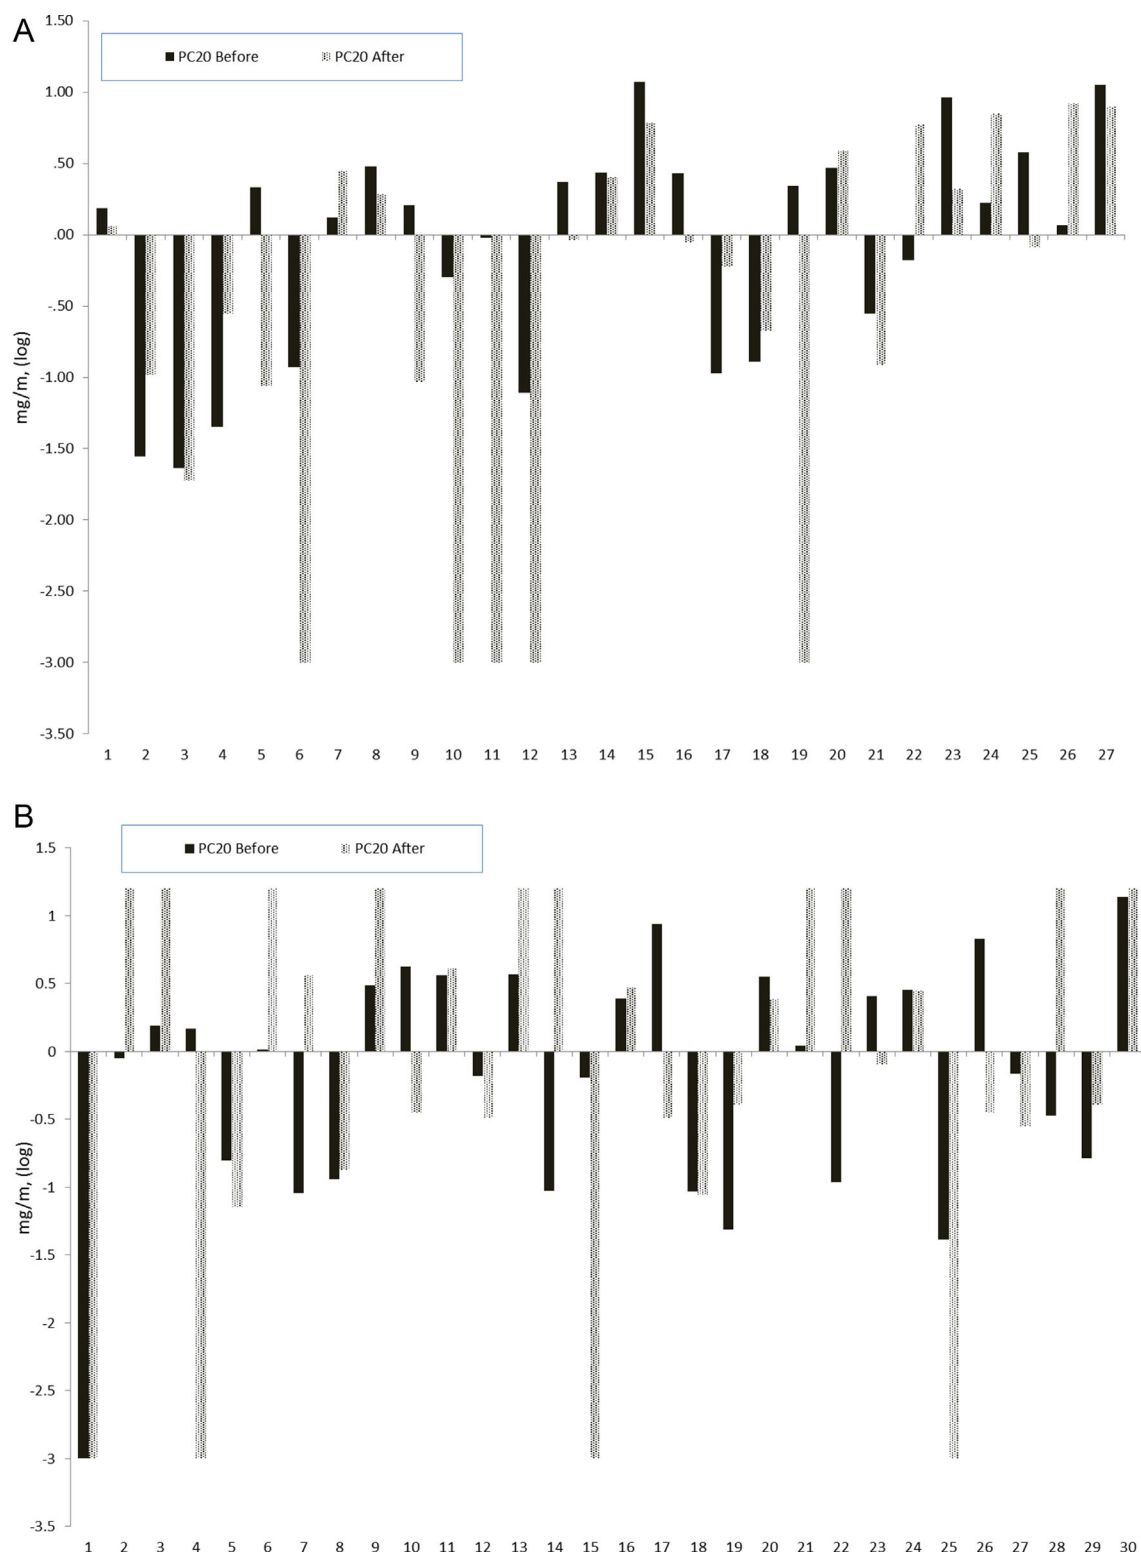 A
PC20 Before PC20 After
1.50
1.00
.50
.00
-.50
-1.00
-1.50
-2.00
-2.50
-3.00
-3.50
mg/m, (log)
1 2 3 4 5 6 7 8 9 10 11 12 13 14 15 16 17 18 19 20 21 22 23 24 25 26 27
B
PC20 Before PC20 After
1.5
1
0.5
0
-0.5
-1
-1.5
-2
-2.5
-3
-3.5
mg/m, (log)
1 2 3 4 5 6 7 8 9 10 11 12 13 14 15 16 17 18 19 20 21 22 23 24 25 26 27 28 29 30